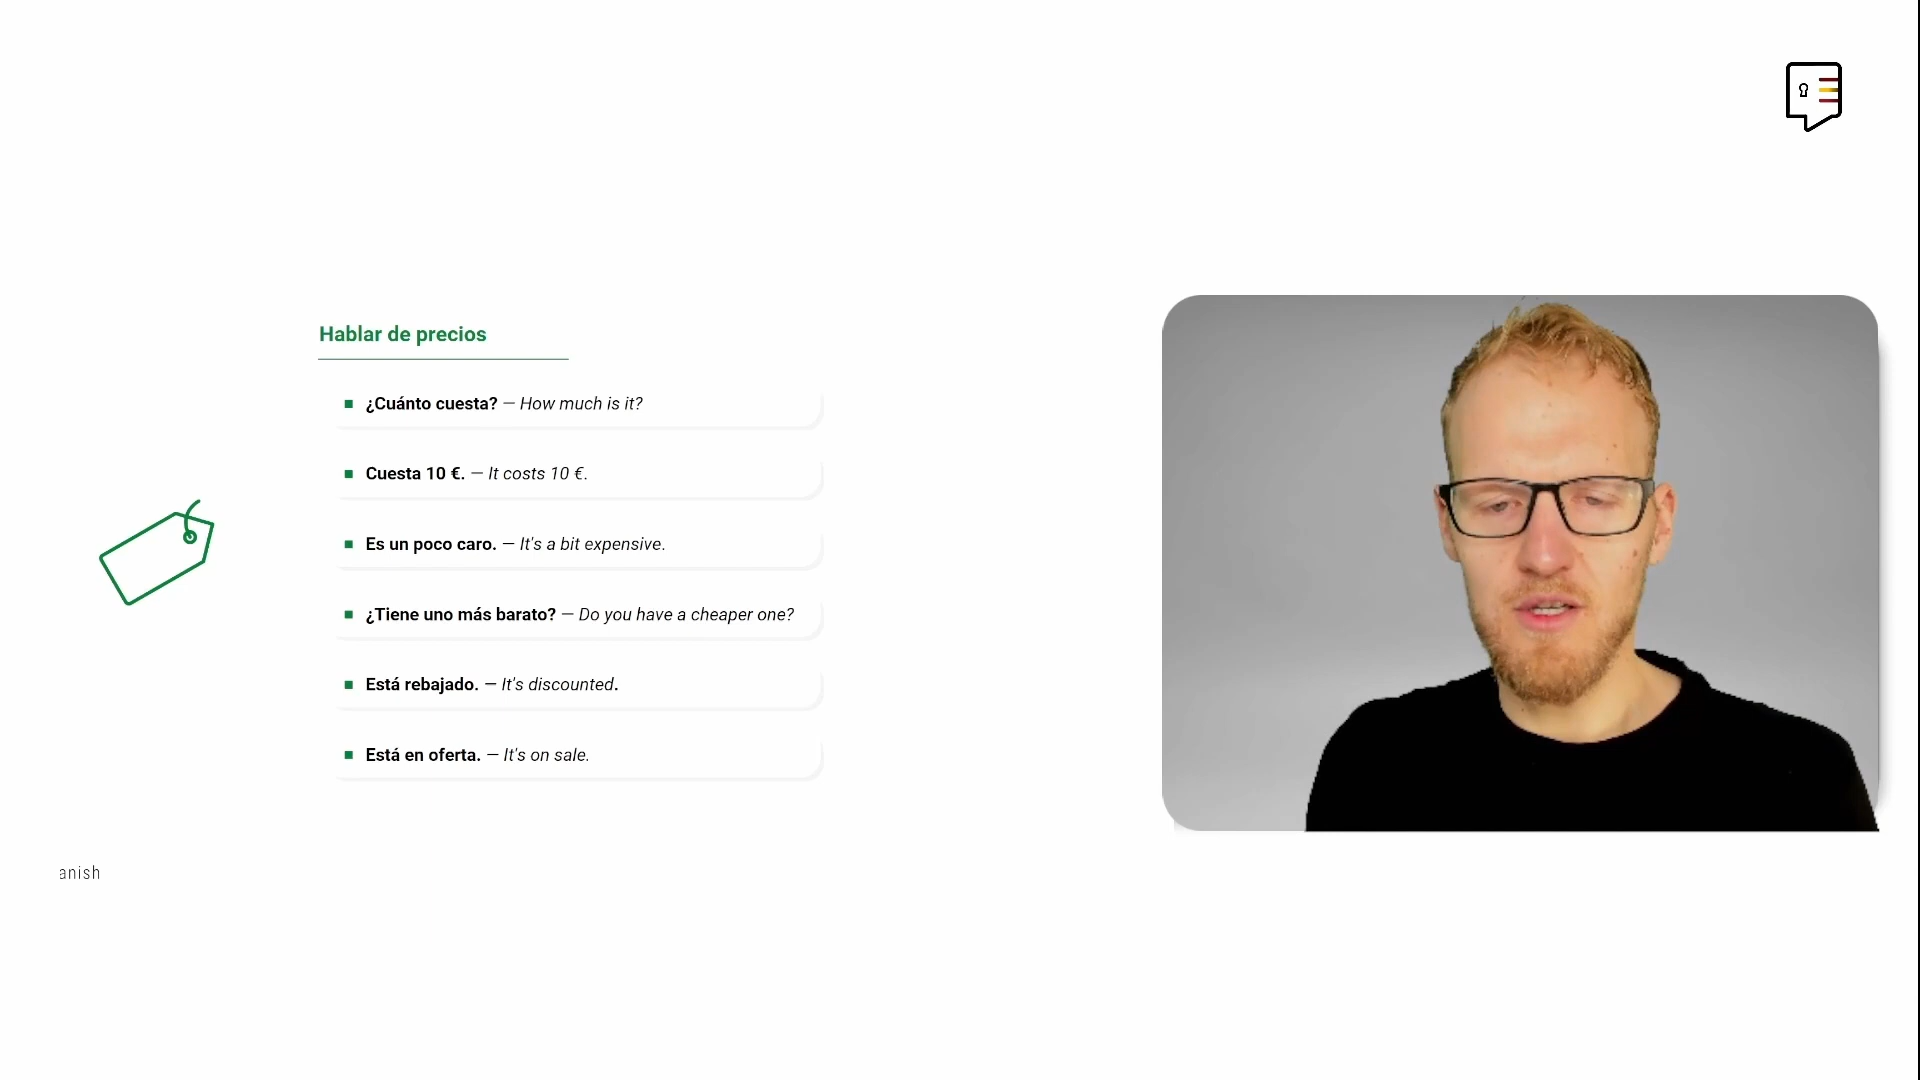 Hablar de precios
¿Cuánto cuesta? — How much is it?
Cuesta 10 €. — It costs 10 €.
Es un poco caro. — It's a bit expensive.
¿Tiene uno más barato? — Do you have a cheaper one?
Está rebajado. — It's discounted.
Está en oferta. — It's on sale.
anish